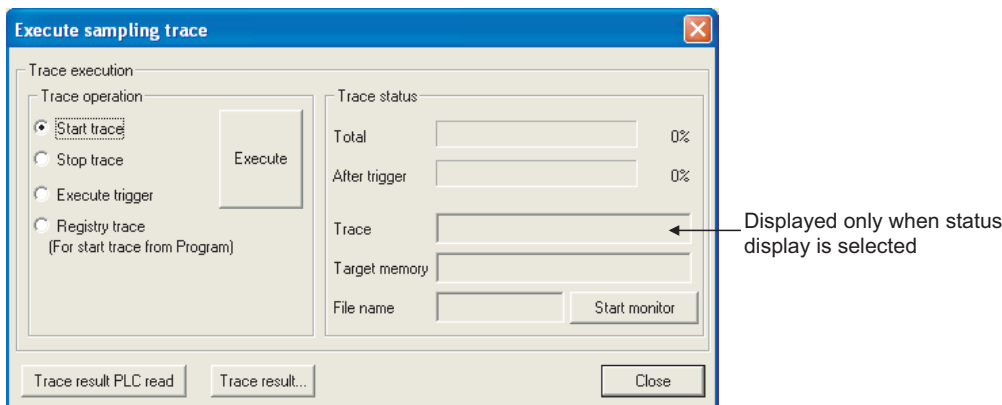 Execute sampling trace
Trace execution
Trace operation
Start trace
Stop trace
Execute trigger
Registry trace
(For start trace from Program)
Execute
Trace status
Total
0%
After trigger
0%
Trace
Target memory
File name
Start monitor
Displayed only when status
display is selected
Trace result PLC read
Trace result...
Close